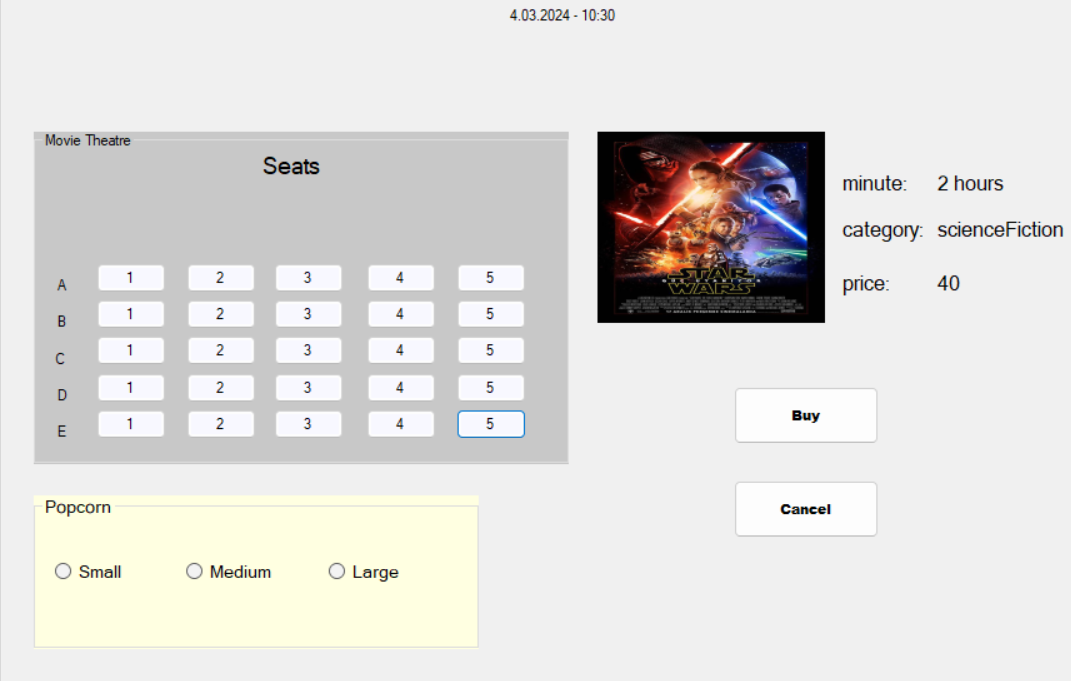 4.03.2024 - 10:30
Movie Theatre
Seats
A 1 2 3 4 5
B 1 2 3 4 5
C 1 2 3 4 5
D 1 2 3 4 5
E 1 2 3 4 5
STAR
WARS
minute: 2 hours
category: scienceFiction
price: 40
Buy
Cancel
Popcorn
Small Medium Large